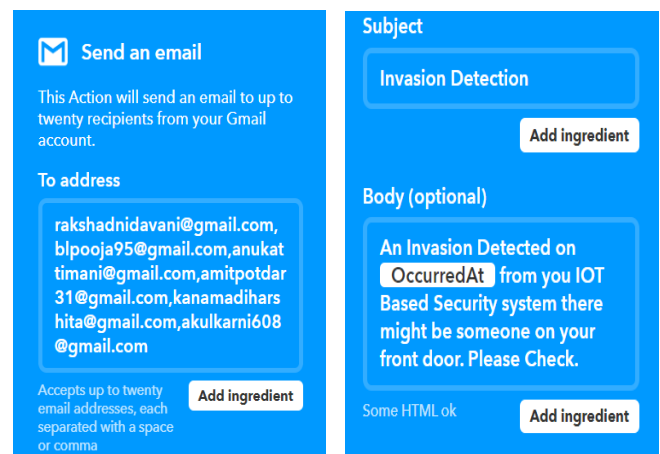 Send an email
This Action will send an email to up to
twenty recipients from your Gmail
account.
To address
rakshadnidavani@gmail.com,
blpooja95@gmail.com,anukat
timani@gmail.com,amitpotdar
31@gmail.com,kanamadihars
hita@gmail.com,akulkarni608
@gmail.com
Accepts up to twenty
email addresses, each
separated with a space
or comma
Add ingredient
Subject
Invasion Detection
Add ingredient
Body (optional)
An Invasion Detected on
OccurredAt from you IOT
Based Security system there
might be someone on your
front door. Please Check.
Some HTML ok
Add ingredient